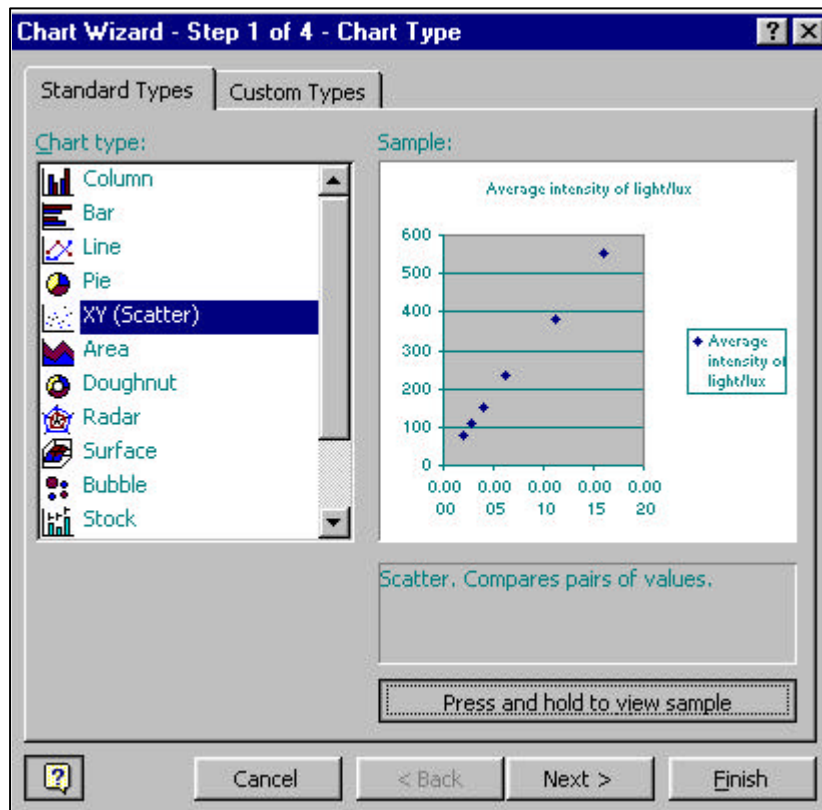 Chart Wizard - Step 1 of 4 - Chart Type
Standard Types
Custom Types
Chart type:
Column
Bar
Line
Pie
XY (Scatter)
Area
Doughnut
Radar
Surface
Bubble
Stock
Sample:
Average intensity of light/lux
600
500
400
300
200
100
0
0.00 0.00 0.00 0.00 0.00
00 05 10 15 20
Average
intensity of
light/lux
Scatter. Compares pairs of values.
Press and hold to view sample
Cancel
< Back
Next >
Finish